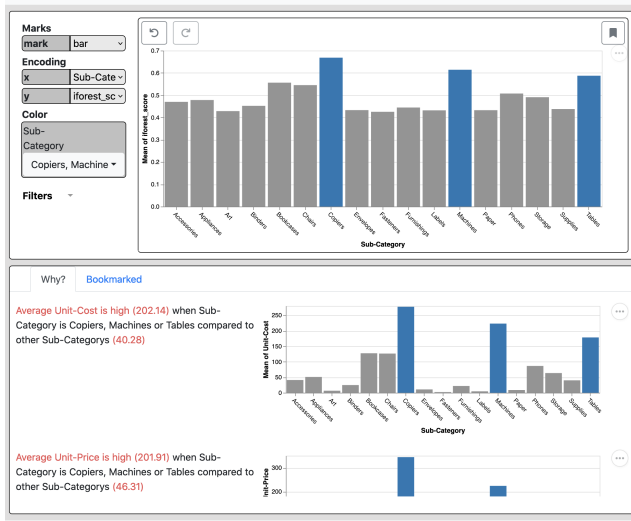 Marks
mark bar
Encoding
x Sub-Cate
y iforest_sc
Color
Sub-
Category
Copiers, Machine
Filters
0.7
0.6
0.5
0.4
0.3
0.2
0.1
0.0
Mean of iforest_score
Accessories
Appliances
Art
Binders
Bookcases
Chairs
Copiers
Envelopes
Fasteners
Furnishings
Labels
Machines
Paper
Phones
Storage
Supplies
Tables
Sub-Category
Why? Bookmarked
Average Unit-Cost is high (202.14) when Sub-
Category is Copiers, Machines or Tables compared to
other Sub-Categorys (40.28)
250
200
150
100
50
0
Mean of Unit-Cost
Accessories
Appliances
Art
Binders
Bookcases
Chairs
Copiers
Envelopes
Fasteners
Furnishings
Labels
Machines
Paper
Phones
Storage
Supplies
Tables
Sub-Category
Average Unit-Price is high (201.91) when Sub-
Category is Copiers, Machines or Tables compared to
other Sub-Categorys (46.31)
300
200
nit-Price